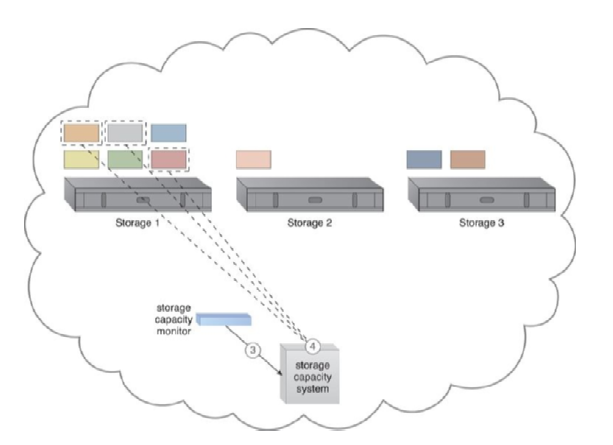 Storage 1
Storage 2
Storage 3
storage
capacity
monitor
3
4
storage
capacity
system